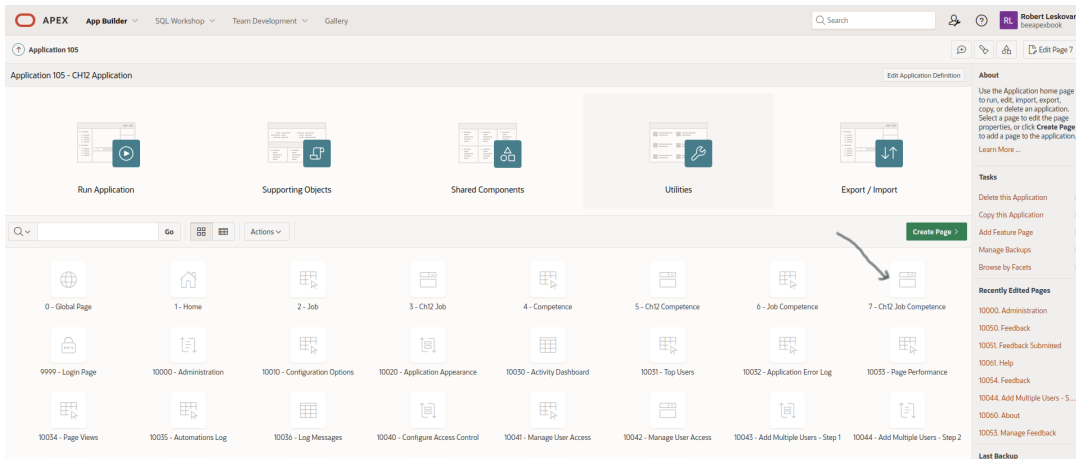 APEX App Builder SQL Workshop Team Development Gallery Search RL Robert Leskovar
beeapexbook
Application 105 Edit Page 7
Application 105 - CH12 Application Edit Application Definition
Run Application Supporting Objects Shared Components Utilities Export / Import
Go Actions Create Page
0 - Global Page 1 - Home 2 - Job 3 - Ch12 Job 4 - Competence 5 - Ch12 Competence 6 - Job Competence 7 - Ch12 Job Competence
9999 - Login Page 10000 - Administration 10010 - Configuration Options 10020 - Application Appearance 10030 - Activity Dashboard 10031 - Top Users 10032 - Application Error Log 10033 - Page Performance
10034 - Page Views 10035 - Automations Log 10036 - Log Messages 10040 - Configure Access Control 10041 - Manage User Access 10042 - Manage User Access 10043 - Add Multiple Users - Step 1 10044 - Add Multiple Users - Step 2
About
Use the Application home page
to run, edit, import, export,
copy, or delete an application.
Select a page to edit the page
properties, or click Create Page
to add a page to the application.
Learn More ...
Tasks
Delete this Application
Copy this Application
Add Feature Page
Manage Backups
Browse by Facets
Recently Edited Pages
10000. Administration
10050. Feedback
10051. Feedback Submitted
10061. Help
10054. Feedback
10044. Add Multiple Users - S...
10060. About
10053. Manage Feedback
Last Backup